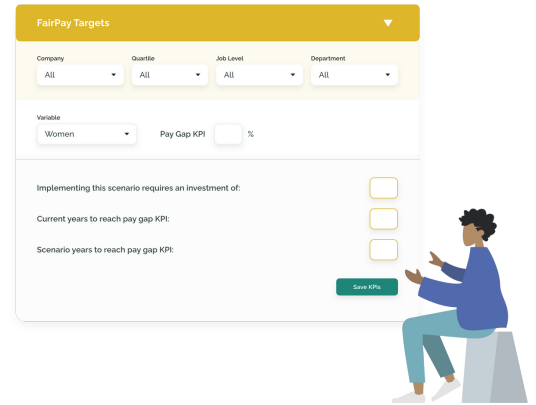 FairPay Targets
Company Quartile Job Level Department
All All All All
Variable
Women Pay Gap KPI %
Implementing this scenario requires an investment of:
Current years to reach pay gap KPI:
Scenario years to reach pay gap KPI:
Save KPIs